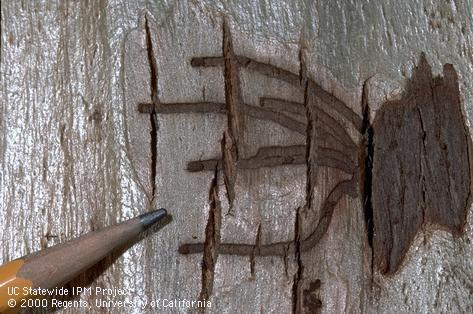 UC Statewide IPM Project
© 2000 Regents, University of California